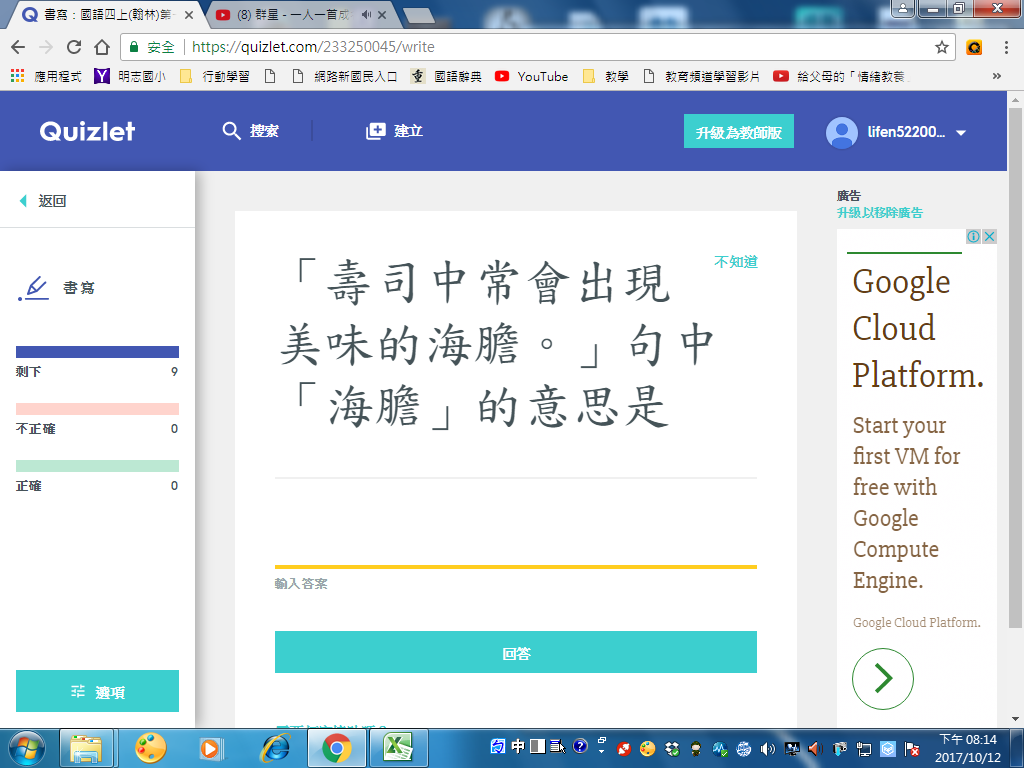 書寫：國語四上(翰林)第
(8) 群星 - 一人一首成
安全
https://quizlet.com/233250045/write
應用程式
明志國小
行動學習
網路新國民入口
國語辭典
YouTube
教學
教育頻道學習影片
給父母的「情緒教養
»
Quizlet
搜索
建立
升級為教師版
lifen52200...
返回
書寫
剩下 9
不正確 0
正確 0
選項
不知道
「壽司中常會出現
美味的海膽。」句中
「海膽」的意思是
輸入答案
回答
廣告
升級以移除廣告
Google
Cloud
Platform.
Start your
first VM for
free with
Google
Compute
Engine.
Google Cloud Platform.
中
下午 08:14
2017/10/12